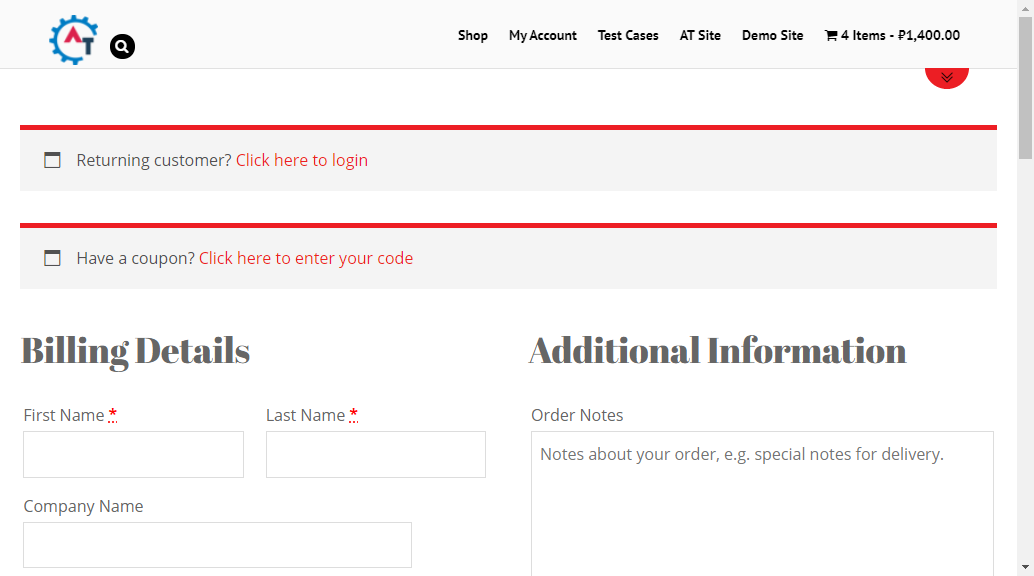 AT
Shop My Account Test Cases AT Site Demo Site 4 Items - ₽1,400.00
Returning customer? Click here to login
Have a coupon? Click here to enter your code
Billing Details
Additional Information
First Name *
Last Name *
Order Notes
Notes about your order, e.g. special notes for delivery.
Company Name